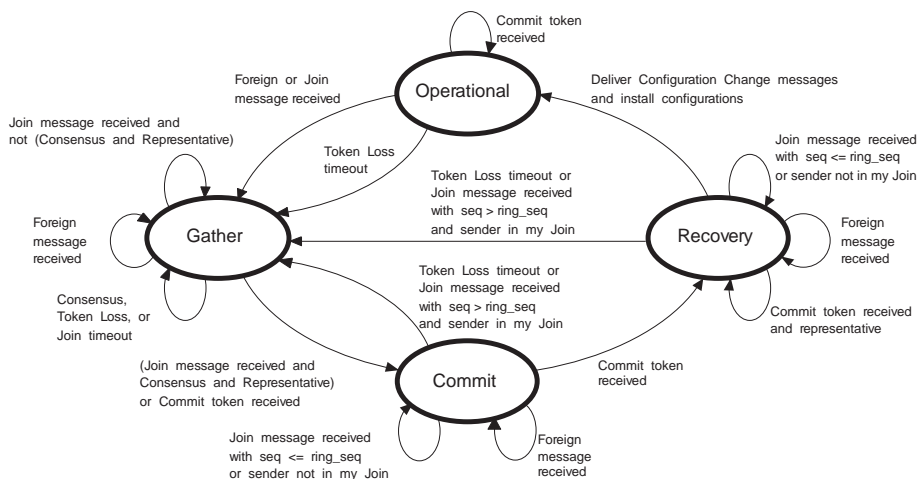 Commit token
received
Operational
Foreign or Join
message received
Deliver Configuration Change messages
and install configurations
Join message received and
not (Consensus and Representative)
Token Loss
timeout
Join message received
with seq <= ring_seq
or sender not in my Join
Token Loss timeout or
Join message received
with seq > ring_seq
and sender in my Join
Foreign
message
received
Gather
Recovery
Foreign
message
received
Consensus,
Token Loss, or
Join timeout
Token Loss timeout or
Join message received
with seq > ring_seq
and sender in my Join
Commit token received
and representative
(Join message received and
Consensus and Representative)
or Commit token received
Commit
Commit token
received
Join message received
with seq <= ring_seq
or sender not in my Join
Foreign
message
received